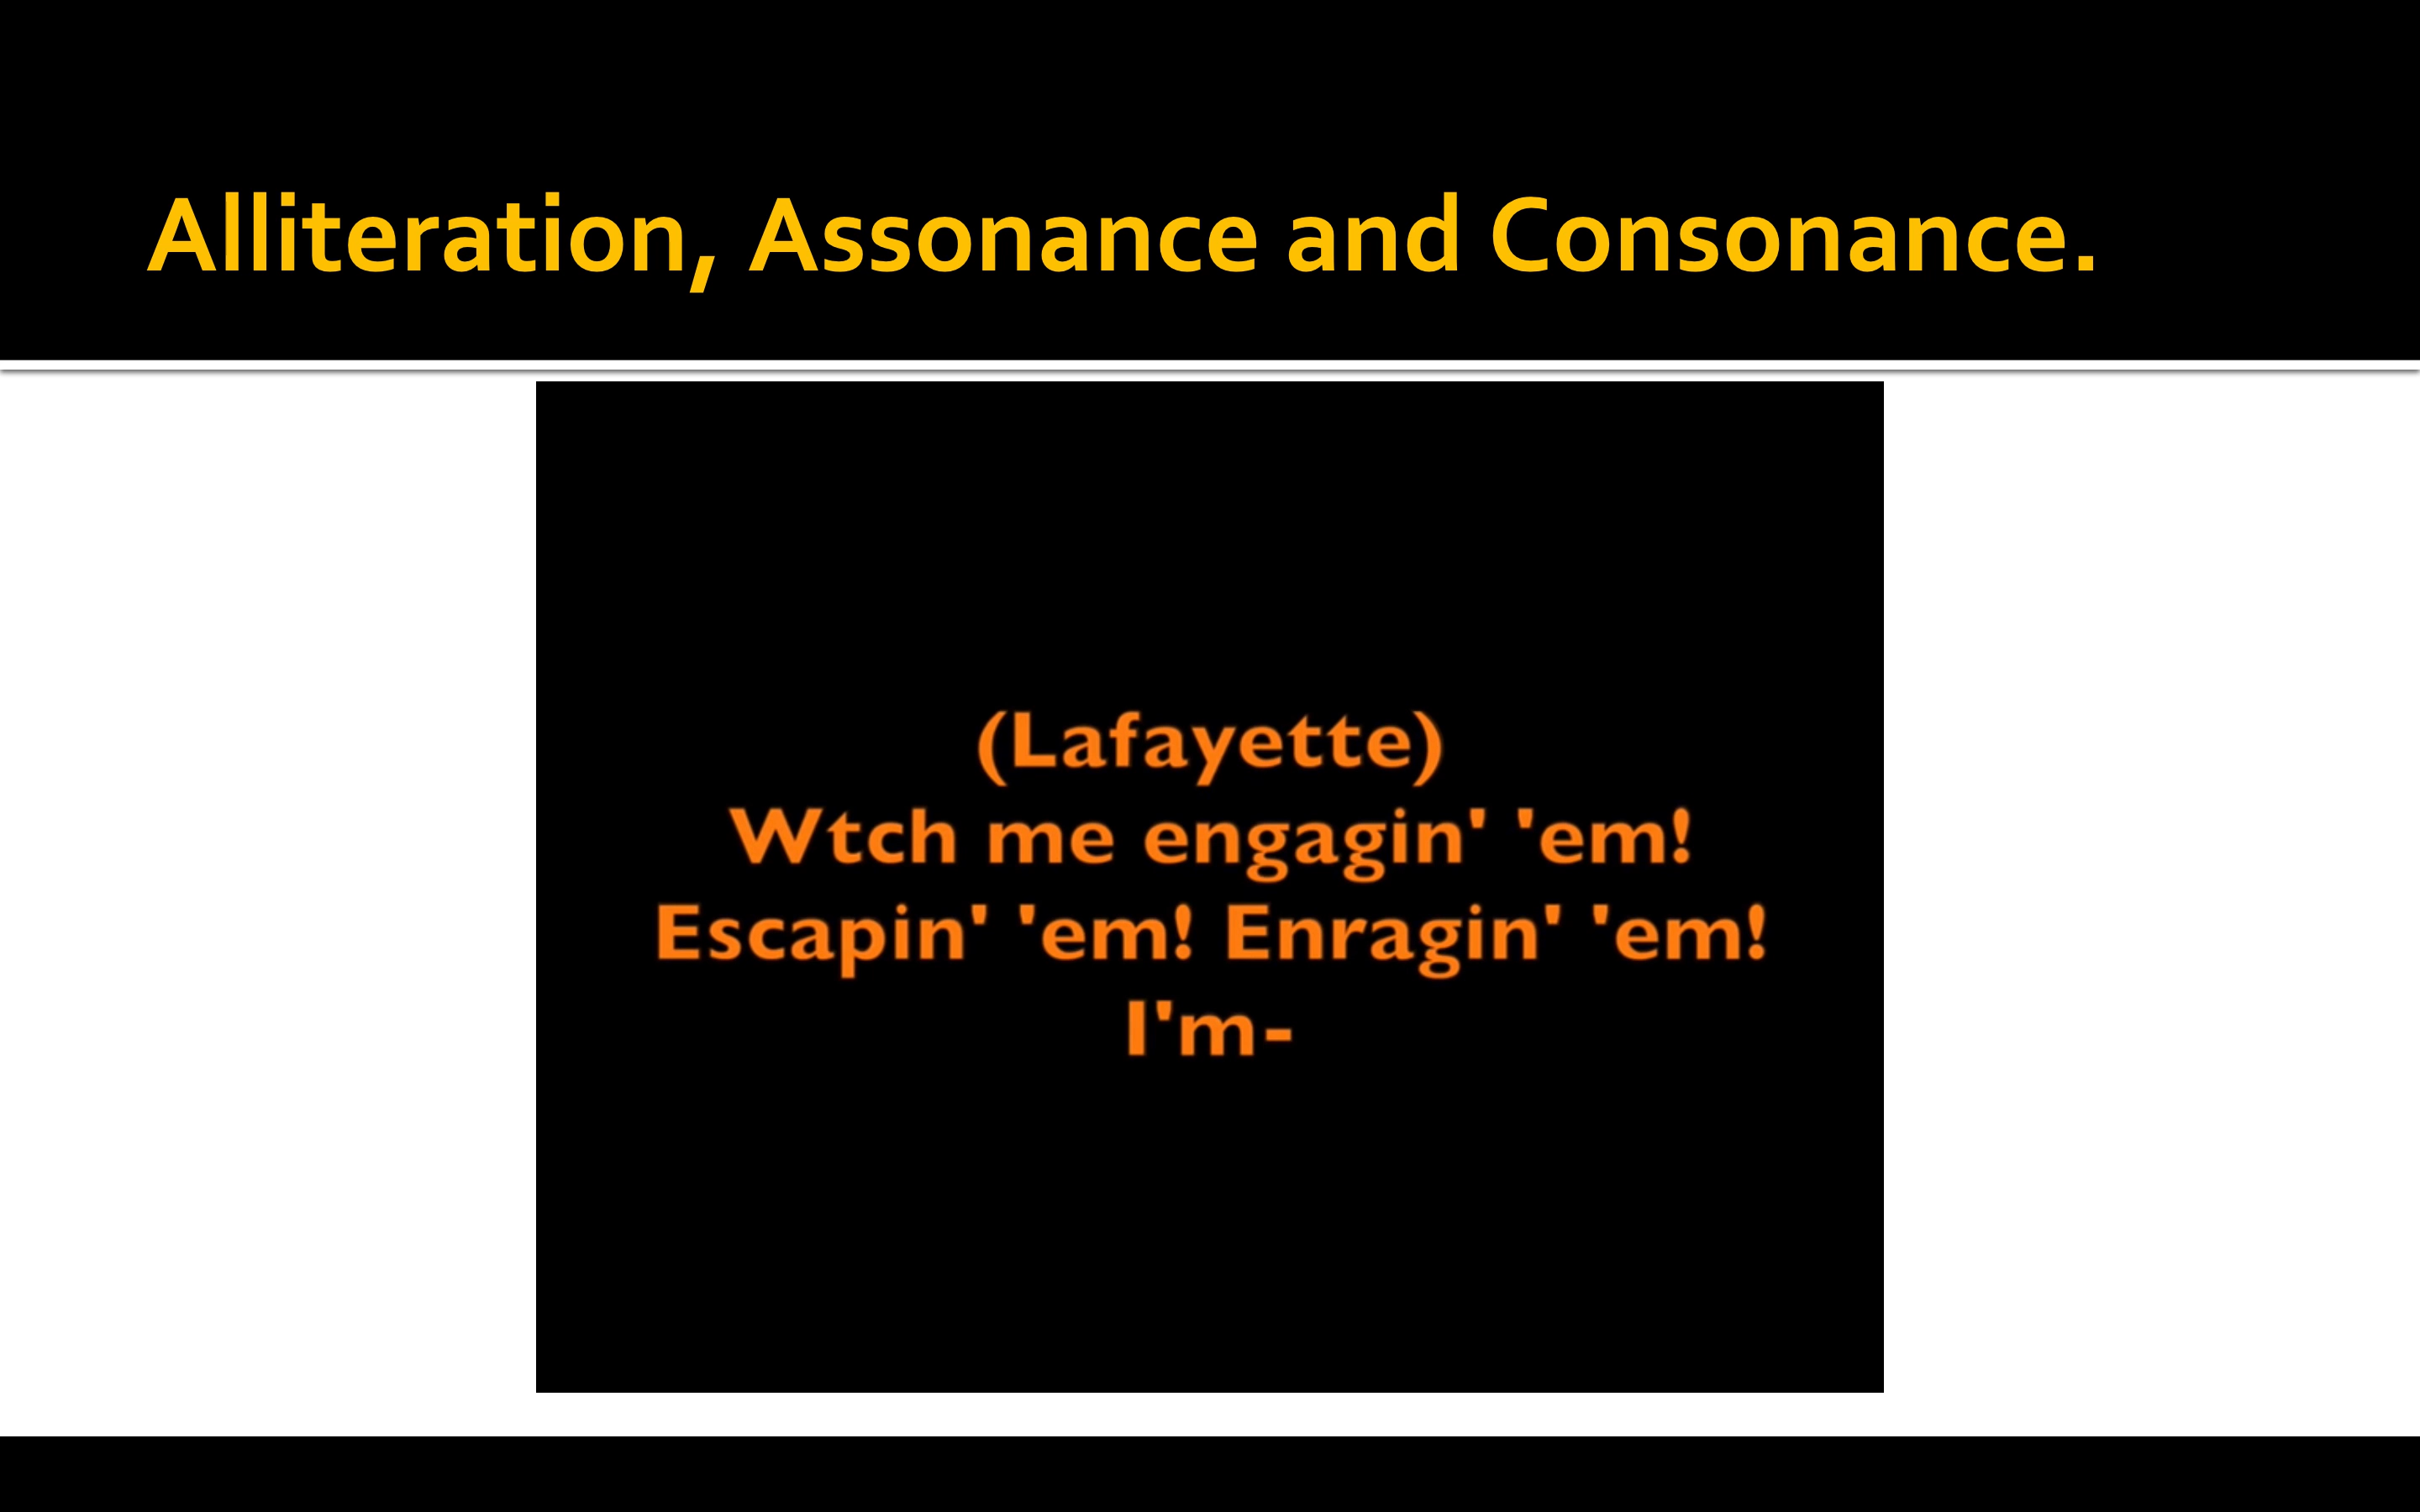 Alliteration, Assonance and Consonance.
(Lafayette)
Wtch me engagin' 'em!
Escapin' 'em! Enragin' 'em!
I'm-